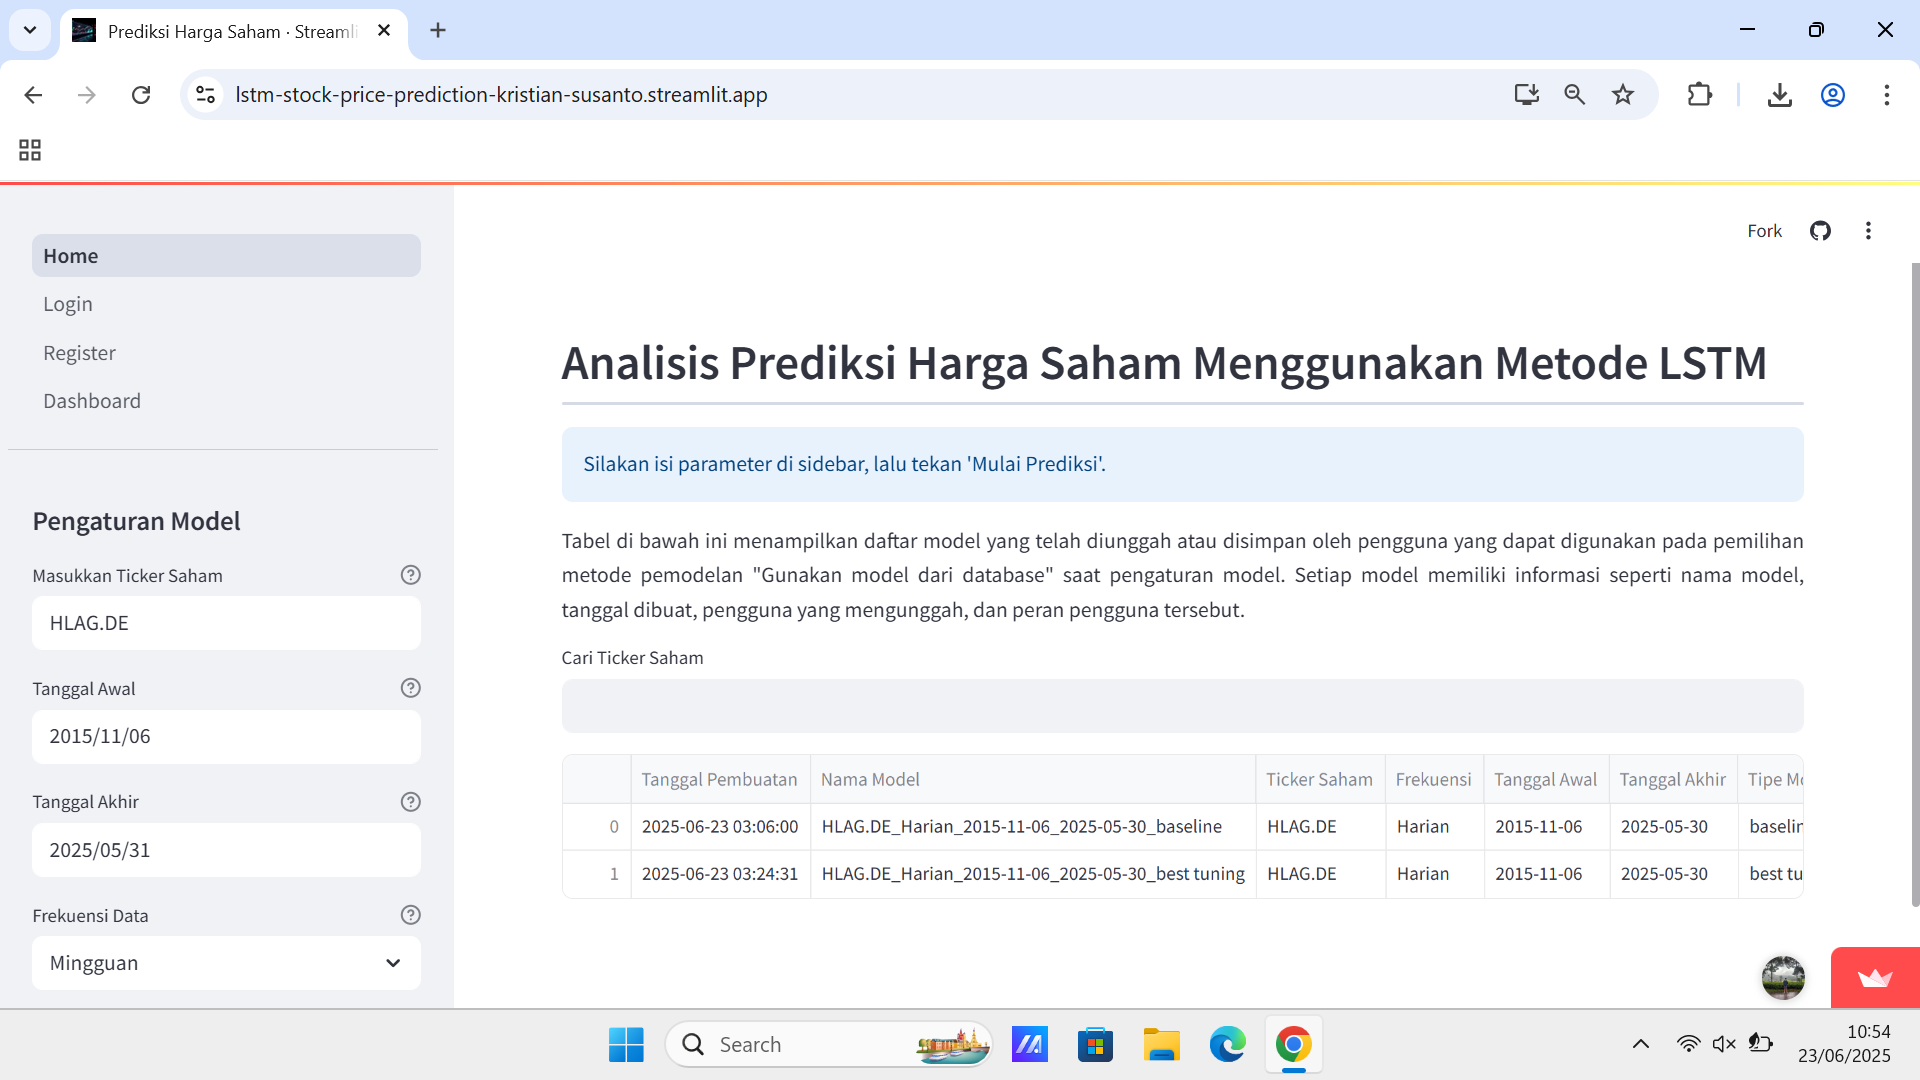 Prediksi Harga Saham · Streamli
lstm-stock-price-prediction-kristian-susanto.streamlit.app
Fork
Home
Login
Register
Dashboard
Pengaturan Model
Masukkan Ticker Saham
HLAG.DE
Tanggal Awal
2015/11/06
Tanggal Akhir
2025/05/31
Frekuensi Data
Mingguan
Analisis Prediksi Harga Saham Menggunakan Metode LSTM
Silakan isi parameter di sidebar, lalu tekan 'Mulai Prediksi'.
Tabel di bawah ini menampilkan daftar model yang telah diunggah atau disimpan oleh pengguna yang dapat digunakan pada pemilihan
metode pemodelan "Gunakan model dari database" saat pengaturan model. Setiap model memiliki informasi seperti nama model,
tanggal dibuat, pengguna yang mengunggah, dan peran pengguna tersebut.
Cari Ticker Saham
Tanggal Pembuatan Nama Model Ticker Saham Frekuensi Tanggal Awal Tanggal Akhir Tipe Mo
0 2025-06-23 03:06:00 HLAG.DE_Harian_2015-11-06_2025-05-30_baseline HLAG.DE Harian 2015-11-06 2025-05-30 baselin
1 2025-06-23 03:24:31 HLAG.DE_Harian_2015-11-06_2025-05-30_best tuning HLAG.DE Harian 2015-11-06 2025-05-30 best tu
Search
10:54
23/06/2025